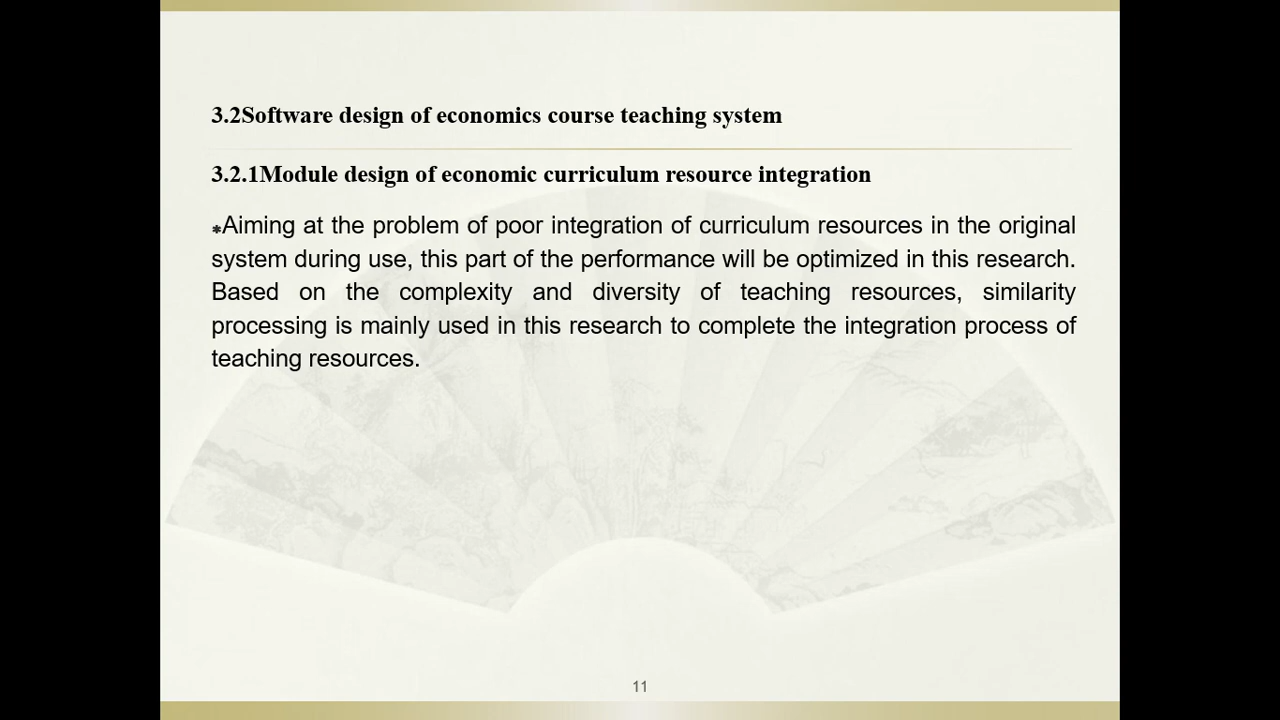 3.2Software design of economics course teaching system
3.2.1Module design of economic curriculum resource integration
*Aiming at the problem of poor integration of curriculum resources in the original
system during use, this part of the performance will be optimized in this research.
Based on the complexity and diversity of teaching resources, similarity
processing is mainly used in this research to complete the integration process of
teaching resources.
11